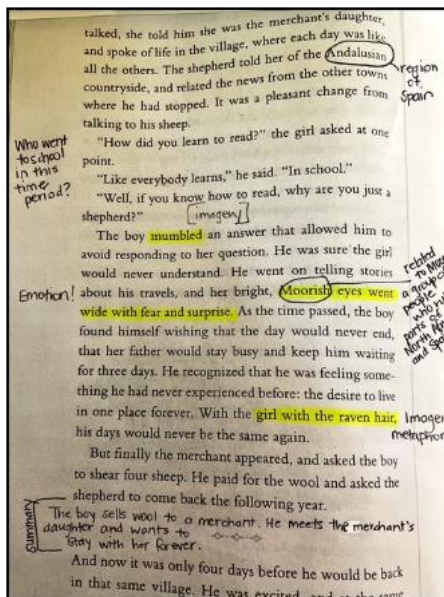 talked, she told him she was the merchant's daughter,
and spoke of life in the village, where each day was like
all the others. The shepherd told her of the Andalusian
countryside, and related the news from the other towns
where he had stopped. It was a pleasant change from
talking to his sheep.
region
of
Spain
"How did you learn to read?" the girl asked at one
point.
"Like everybody learns," he said. "In school."
"Well, if you know how to read, why are you just a
shepherd?"
Who went
to school
in this
time
period?
[imagery]
The boy mumbled an answer that allowed him to
avoid responding to her question. He was sure the girl
would never understand. He went on telling stories
about his travels, and her bright, Moorish eyes went
wide with fear and surprise. As the time passed, the boy
found himself wishing that the day would never end,
that her father would stay busy and keep him waiting
for three days. He recognized that he was feeling some-
thing he had never experienced before: the desire to live
in one place forever. With the girl with the raven hair,
his days would never be the same again.
Emotion!
related
to
a group of
people
who
parts of
North
and
Imagery
metaphor
But finally the merchant appeared, and asked the boy
to shear four sheep. He paid for the wool and asked the
shepherd to come back the following year.
Summary
The boy sells wool to a merchant. He meets the merchant's
daughter and wants to
stay with her forever.
And now it was only four days before he would be back
in that same village. He was excited, and
same